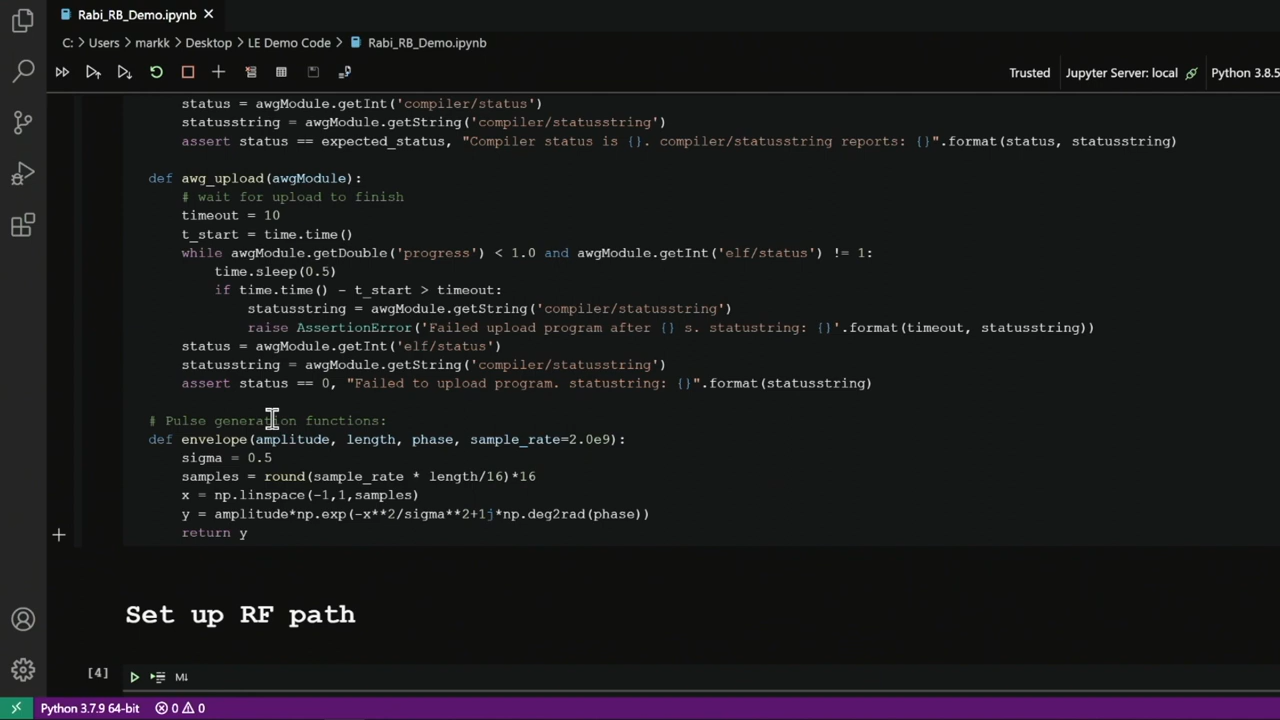 Rabi_RB_Demo.ipynb
C: > Users > markk > Desktop > LE Demo Code > Rabi_RB_Demo.ipynb
Trusted Jupyter Server: local Python 3.8.5
status = awgModule.getInt('compiler/status')
statusstring = awgModule.getString('compiler/statusstring')
assert status == expected_status, "Compiler status is {}. compiler/statusstring reports: {}".format(status, statusstring)
def awg_upload(awgModule):
# wait for upload to finish
timeout = 10
t_start = time.time()
while awgModule.getDouble('progress') < 1.0 and awgModule.getInt('elf/status') != 1:
time.sleep(0.5)
if time.time() - t_start > timeout:
statusstring = awgModule.getString('compiler/statusstring')
raise AssertionError('Failed upload program after {} s. statustring: {}'.format(timeout, statusstring))
status = awgModule.getInt('elf/status')
statusstring = awgModule.getString('compiler/statusstring')
assert status == 0, "Failed to upload program. statustring: {}".format(statusstring)
# Pulse generation functions:
def envelope(amplitude, length, phase, sample_rate=2.0e9):
sigma = 0.5
samples = round(sample_rate * length/16)*16
x = np.linspace(-1,1,samples)
y = amplitude*np.exp(-x**2/sigma**2+1j*np.deg2rad(phase))
return y
Set up RF path
[4] M↓
Python 3.7.9 64-bit 0 0